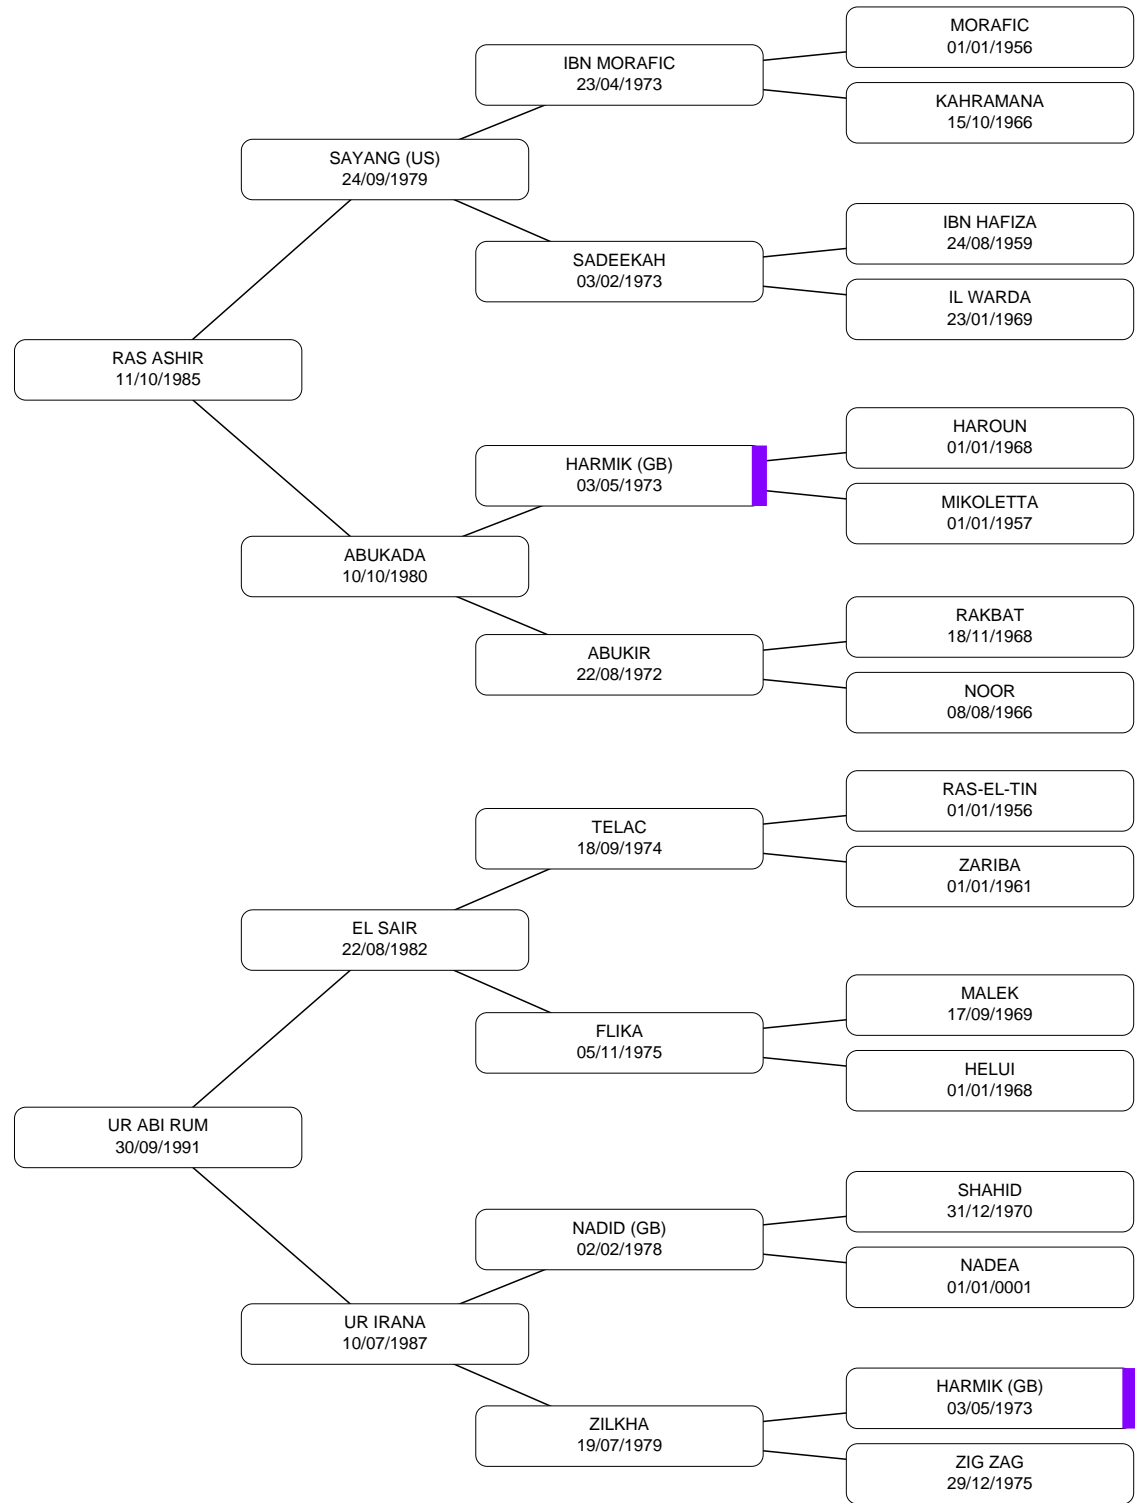 MORAFIC
01/01/1956
IBN MORAFIC
23/04/1973
KAHRAMANA
15/10/1966
SAYANG (US)
24/09/1979
IBN HAFIZA
24/08/1959
SADEEKAH
03/02/1973
IL WARDA
23/01/1969
RAS ASHIR
11/10/1985
HAROUN
01/01/1968
HARMIK (GB)
03/05/1973
MIKOLETTA
01/01/1957
ABUKADA
10/10/1980
RAKBAT
18/11/1968
ABUKIR
22/08/1972
NOOR
08/08/1966
RAS-EL-TIN
01/01/1956
TELAC
18/09/1974
ZARIBA
01/01/1961
EL SAIR
22/08/1982
MALEK
17/09/1969
FLIKA
05/11/1975
HELUI
01/01/1968
UR ABI RUM
30/09/1991
SHAHID
31/12/1970
NADID (GB)
02/02/1978
NADEA
01/01/0001
UR IRANA
10/07/1987
HARMIK (GB)
03/05/1973
ZILKHA
19/07/1979
ZIG ZAG
29/12/1975